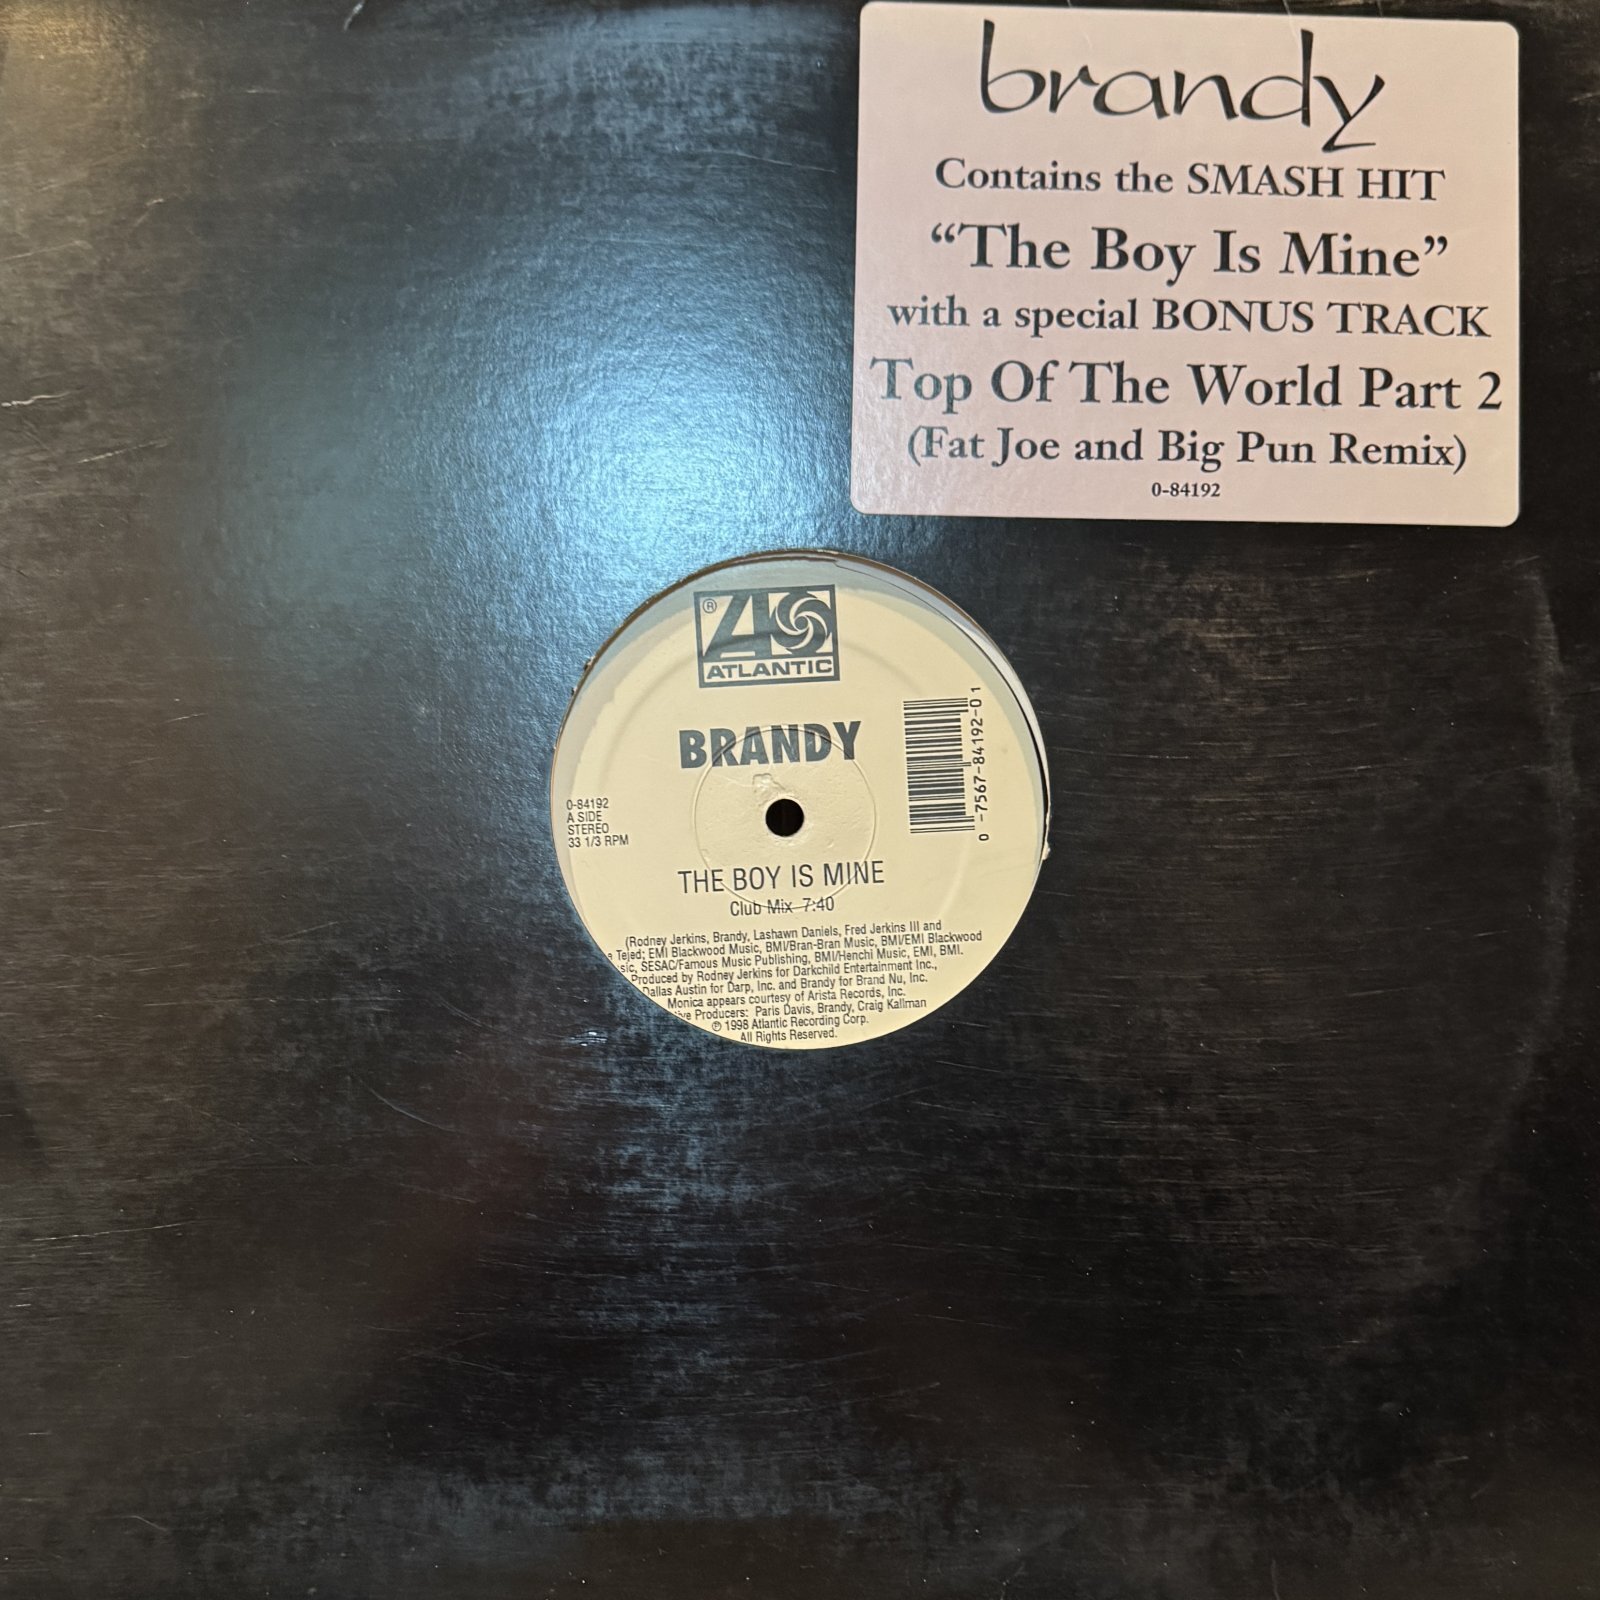 brandy
Contains the SMASH HIT
“The Boy Is Mine”
with a special BONUS TRACK
Top Of The World Part 2
(Fat Joe and Big Pun Remix)
0-84192
®
ATLANTIC
BRANDY
0-84192
A SIDE
STEREO
33 1/3 RPM
0 -7567-84192-0 1
THE BOY IS MINE
Club Mix 7:40
(Rodney Jerkins, Brandy, Lashawn Daniels, Fred Jerkins III and
Tejed; EMI Blackwood Music, BMI/Bran-Bran Music, BMI/EMI Blackwood
sic, SESAC/Famous Music Publishing, BMI/Henchi Music, EMI, BMI.
Produced by Rodney Jerkins for Darkchild Entertainment Inc.,
Dallas Austin for Darp, Inc. and Brandy for Brand Nu, Inc.
Monica appears courtesy of Arista Records, Inc.
ive Producers: Paris Davis, Brandy, Craig Kallman
℗ 1998 Atlantic Recording Corp.
All Rights Reserved.